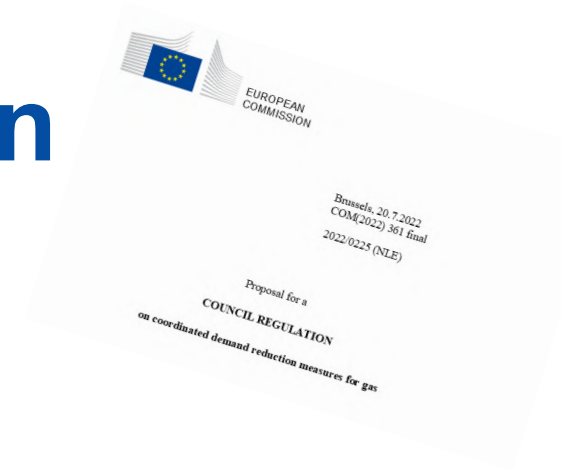 n
EUROPEAN
COMMISSION
Brussels, 20.7.2022
COM(2022) 361 final
2022/0225 (NLE)
Proposal for a
COUNCIL REGULATION
on coordinated demand reduction measures for gas